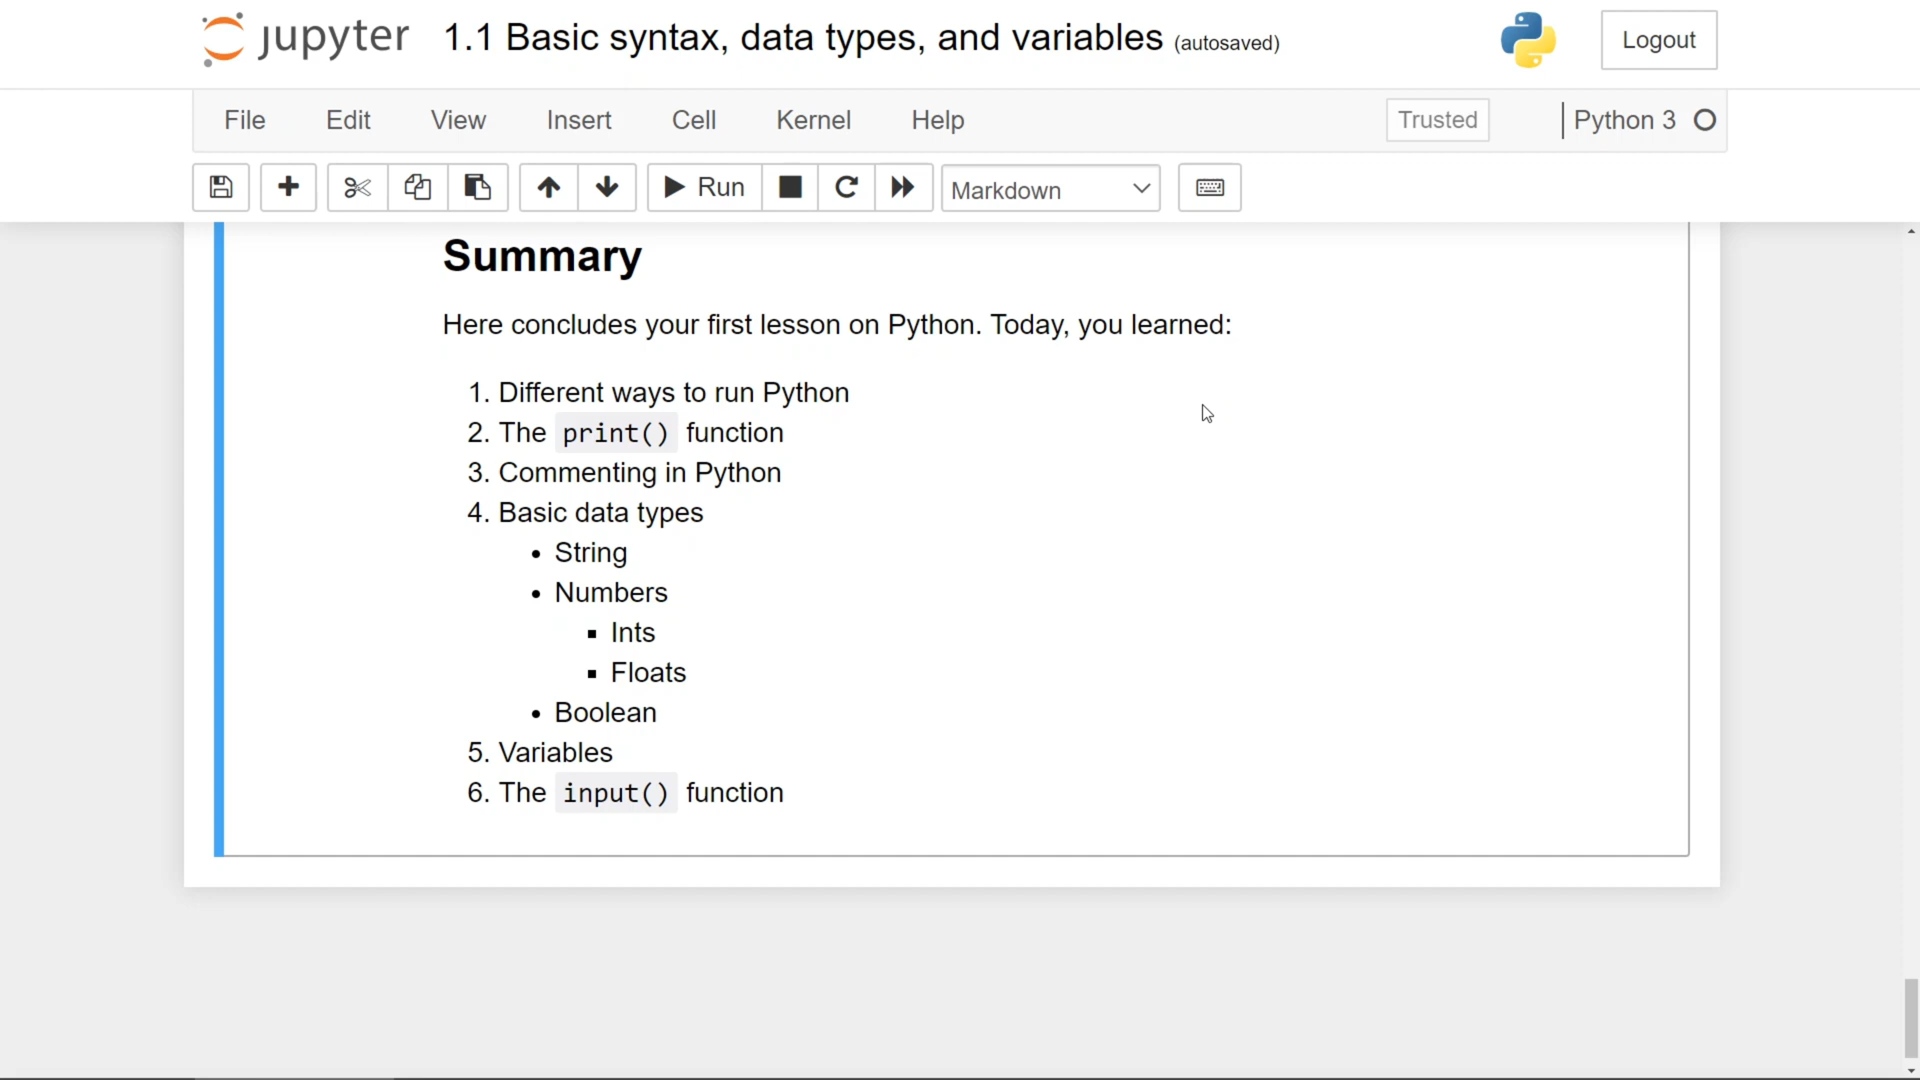 jupyter 1.1 Basic syntax, data types, and variables (autosaved) Logout
File Edit View Insert Cell Kernel Help Trusted Python 3
Run Markdown
Summary
Here concludes your first lesson on Python. Today, you learned:
1. Different ways to run Python
2. The print() function
3. Commenting in Python
4. Basic data types
• String
• Numbers
▪ Ints
▪ Floats
• Boolean
5. Variables
6. The input() function